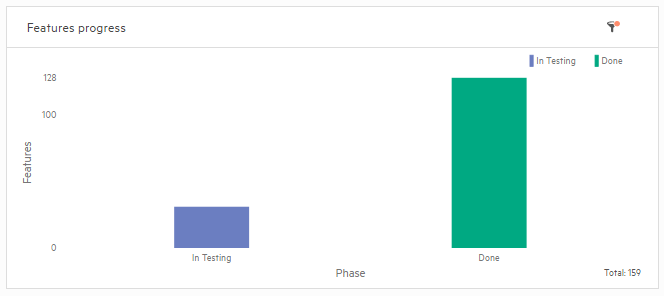 Features progress
In Testing
Done
128
100
0
Features
In Testing
Done
Phase
Total: 159